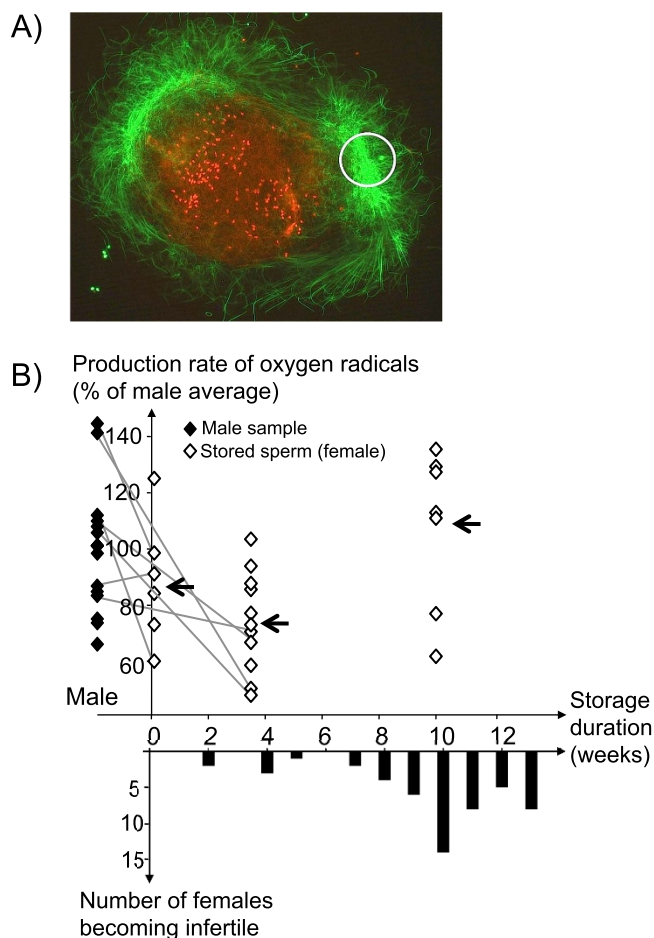 A)
B)
Production rate of oxygen radicals
(% of male average)
140
Male sample
Stored sperm (female)
120
100
80
60
Male
Storage
duration
(weeks)
0 2 4 6 8 10 12
5
10
15
Number of females
becoming infertile